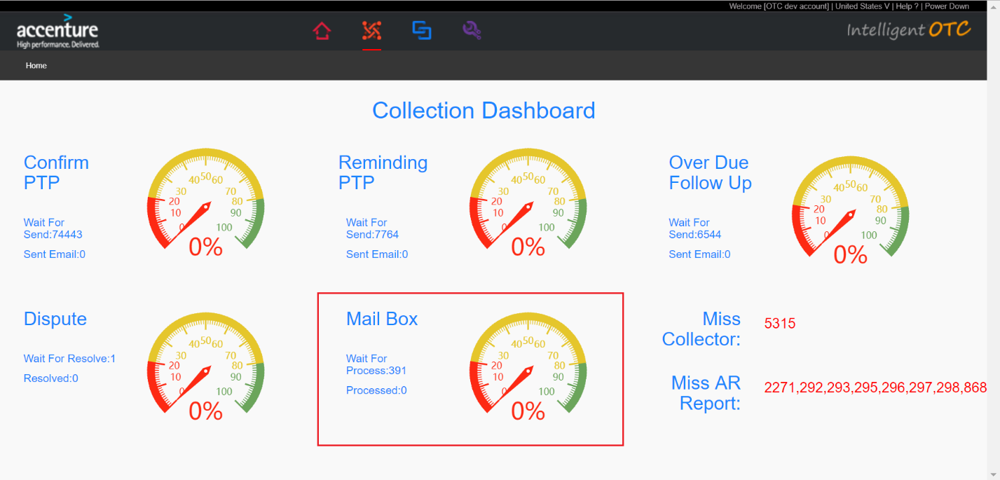 Welcome [OTC dev account] | United States V | Help ? | Power Down
accenture
High performance. Delivered.
Intelligent OTC
Home
Collection Dashboard
Confirm
PTP
Wait For
Send:74443
Sent Email:0
0
10
20
30
40
50
60
70
80
90
100
0%
Reminding
PTP
Wait For
Send:7764
Sent Email:0
0
10
20
30
40
50
60
70
80
90
100
0%
Over Due
Follow Up
Wait For
Send:6544
Sent Email:0
0
10
20
30
40
50
60
70
80
90
100
0%
Dispute
Wait For Resolve:1
Resolved:0
0
10
20
30
40
50
60
70
80
90
100
0%
Mail Box
Wait For
Process:391
Processed:0
0
10
20
30
40
50
60
70
80
90
100
0%
Miss
Collector:
5315
Miss AR
Report:
2271,292,293,295,296,297,298,868